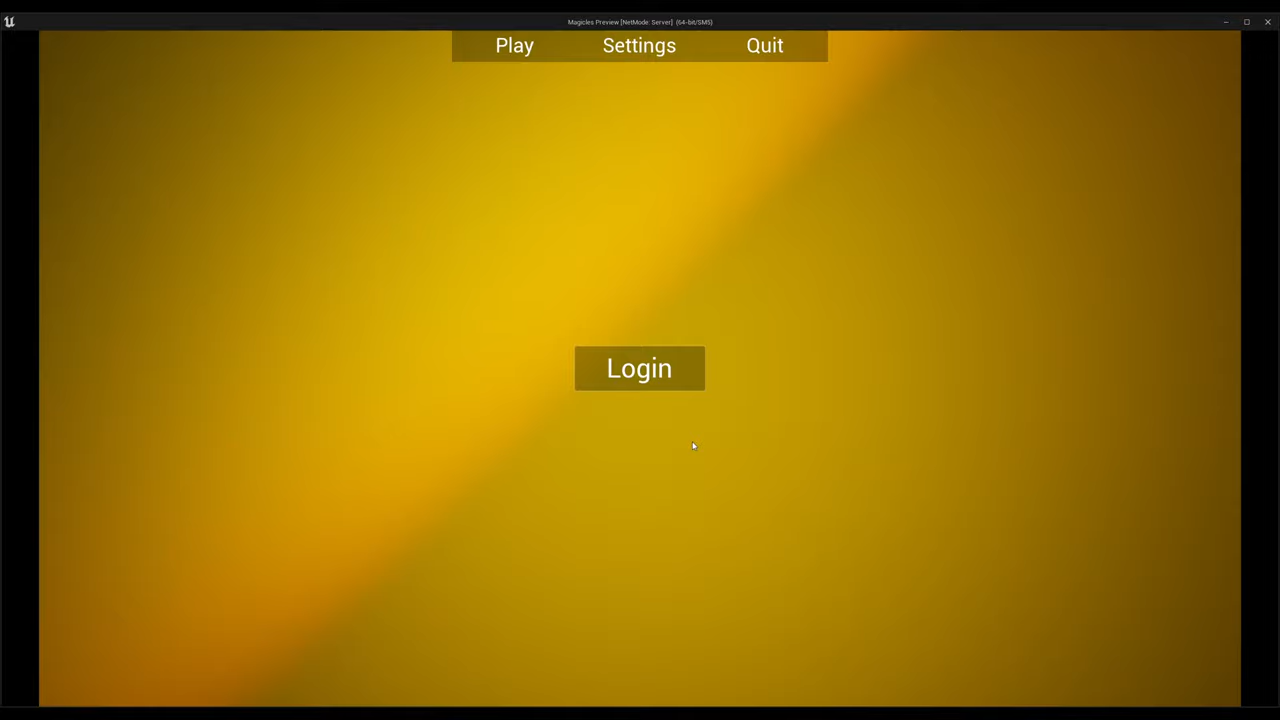 Magicles Preview [NetMode: Server] (64-bit/SM5)
Play Settings Quit
Login